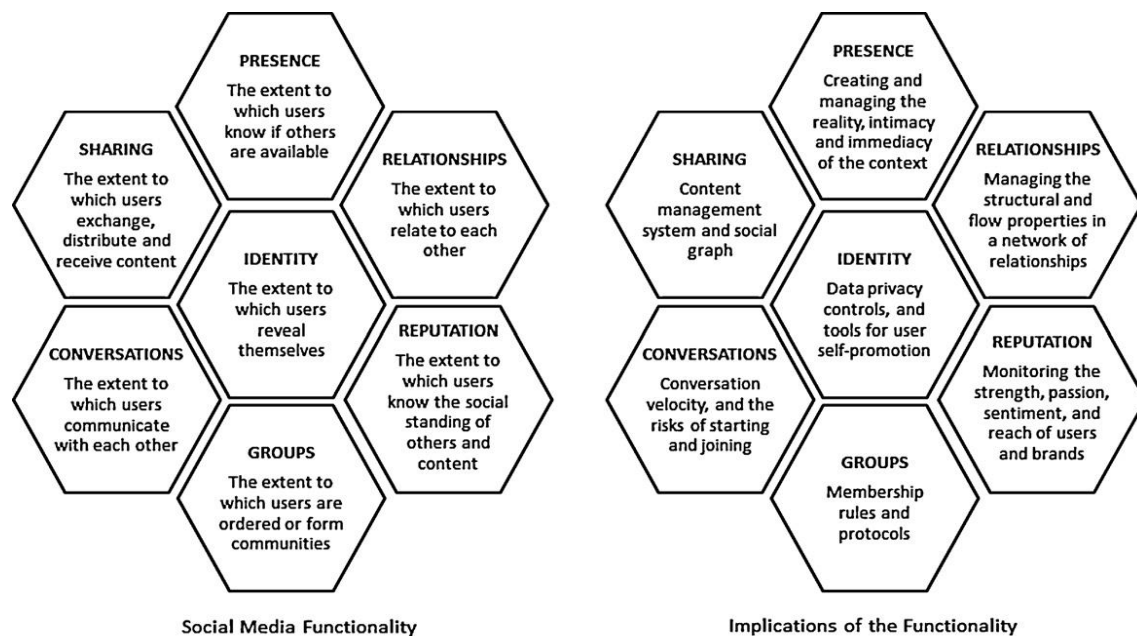 PRESENCE
The extent to
which users
know if others
are available
SHARING
The extent to
which users
exchange,
distribute and
receive content
RELATIONSHIPS
The extent to
which users
relate to each
other
IDENTITY
The extent to
which users
reveal
themselves
CONVERSATIONS
The extent to
which users
communicate
with each other
REPUTATION
The extent to
which users
know the social
standing of
others and
content
GROUPS
The extent to
which users are
ordered or form
communities
Social Media Functionality
PRESENCE
Creating and
managing the
reality, intimacy
and immediacy
of the context
SHARING
Content
management
system and social
graph
RELATIONSHIPS
Managing the
structural and
flow properties in
a network of
relationships
IDENTITY
Data privacy
controls, and
tools for user
self-promotion
CONVERSATIONS
Conversation
velocity, and the
risks of starting
and joining
REPUTATION
Monitoring the
strength, passion,
sentiment, and
reach of users
and brands
GROUPS
Membership
rules and
protocols
Implications of the Functionality